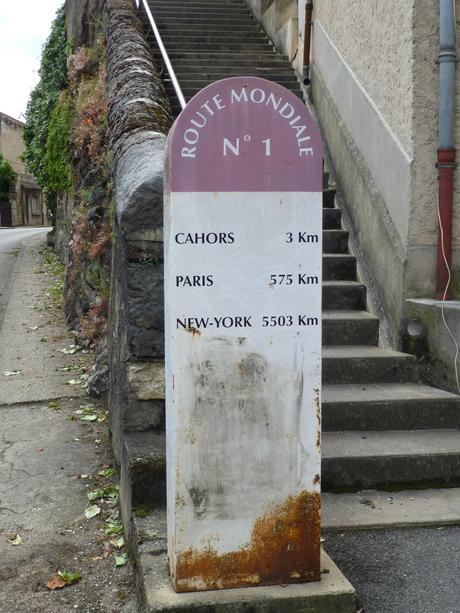 ROUTE MONDIALE
N° 1
CAHORS 3 Km
PARIS 575 Km
NEW-YORK 5503 Km